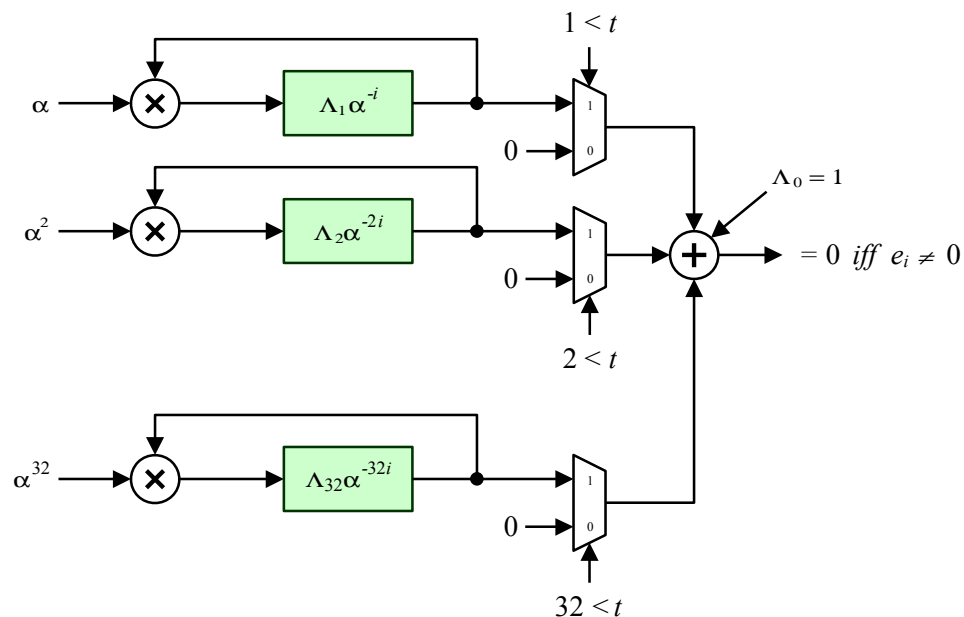 1 < t
α
Λ₁α⁻ⁱ
1
0
0
Λ₀ = 1
α²
Λ₂α⁻²ⁱ
1
= 0 iff eᵢ ≠ 0
0
0
2 < t
α³²
Λ₃₂α⁻³²ⁱ
1
0
0
32 < t